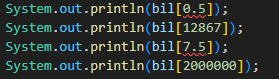 System.out.println(bil[0.5]);
System.out.println(bil[12867]);
System.out.println(bil[7.5]);
System.out.println(bil[2000000]);